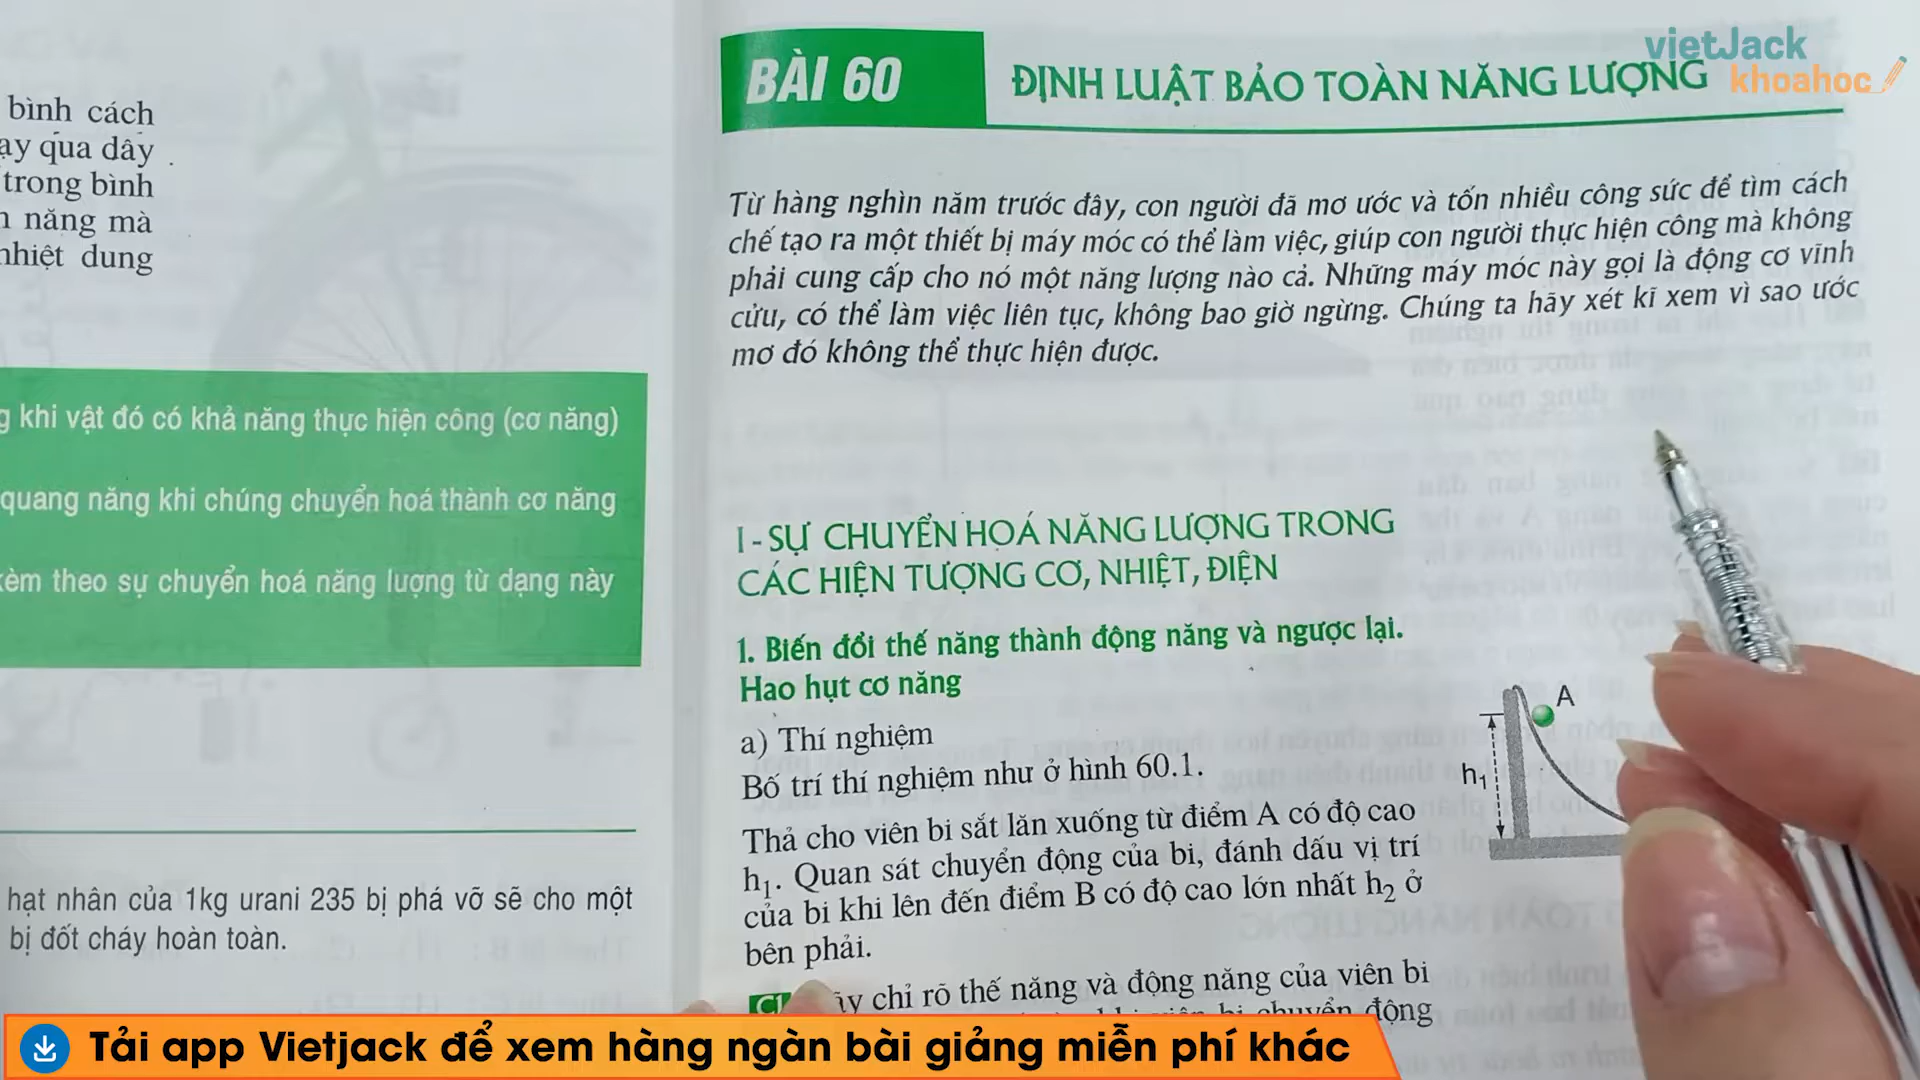 vietJack
khoahoc
bình cách
ạy qua dây
trong bình
năng mà
nhiệt dung
khi vật đó có khả năng thực hiện công (cơ năng)
quang năng khi chúng chuyển hoá thành cơ năng
kèm theo sự chuyển hoá năng lượng từ dạng này
hạt nhân của 1kg urani 235 bị phá vỡ sẽ cho một
bị đốt cháy hoàn toàn.
BÀI 60
ĐỊNH LUẬT BẢO TOÀN NĂNG LƯỢNG
Từ hàng nghìn năm trước đây, con người đã mơ ước và tốn nhiều công sức để tìm cách
chế tạo ra một thiết bị máy móc có thể làm việc, giúp con người thực hiện công mà không
phải cung cấp cho nó một năng lượng nào cả. Những máy móc này gọi là động cơ vĩnh
cửu, có thể làm việc liên tục, không bao giờ ngừng. Chúng ta hãy xét kĩ xem vì sao ước
mơ đó không thể thực hiện được.
I - SỰ CHUYỂN HOÁ NĂNG LƯỢNG TRONG
CÁC HIỆN TƯỢNG CƠ, NHIỆT, ĐIỆN
1. Biến đổi thế năng thành động năng và ngược lại.
Hao hụt cơ năng
a) Thí nghiệm
Bố trí thí nghiệm như ở hình 60.1.
Thả cho viên bi sắt lăn xuống từ điểm A có độ cao
h₁. Quan sát chuyển động của bi, đánh dấu vị trí
của bi khi lên đến điểm B có độ cao lớn nhất h₂ ở
bên phải.
C1 ãy chỉ rõ thế năng và động năng của viên bi
viên bi chuyển động
A
h₁
Tải app Vietjack để xem hàng ngàn bài giảng miễn phí khác